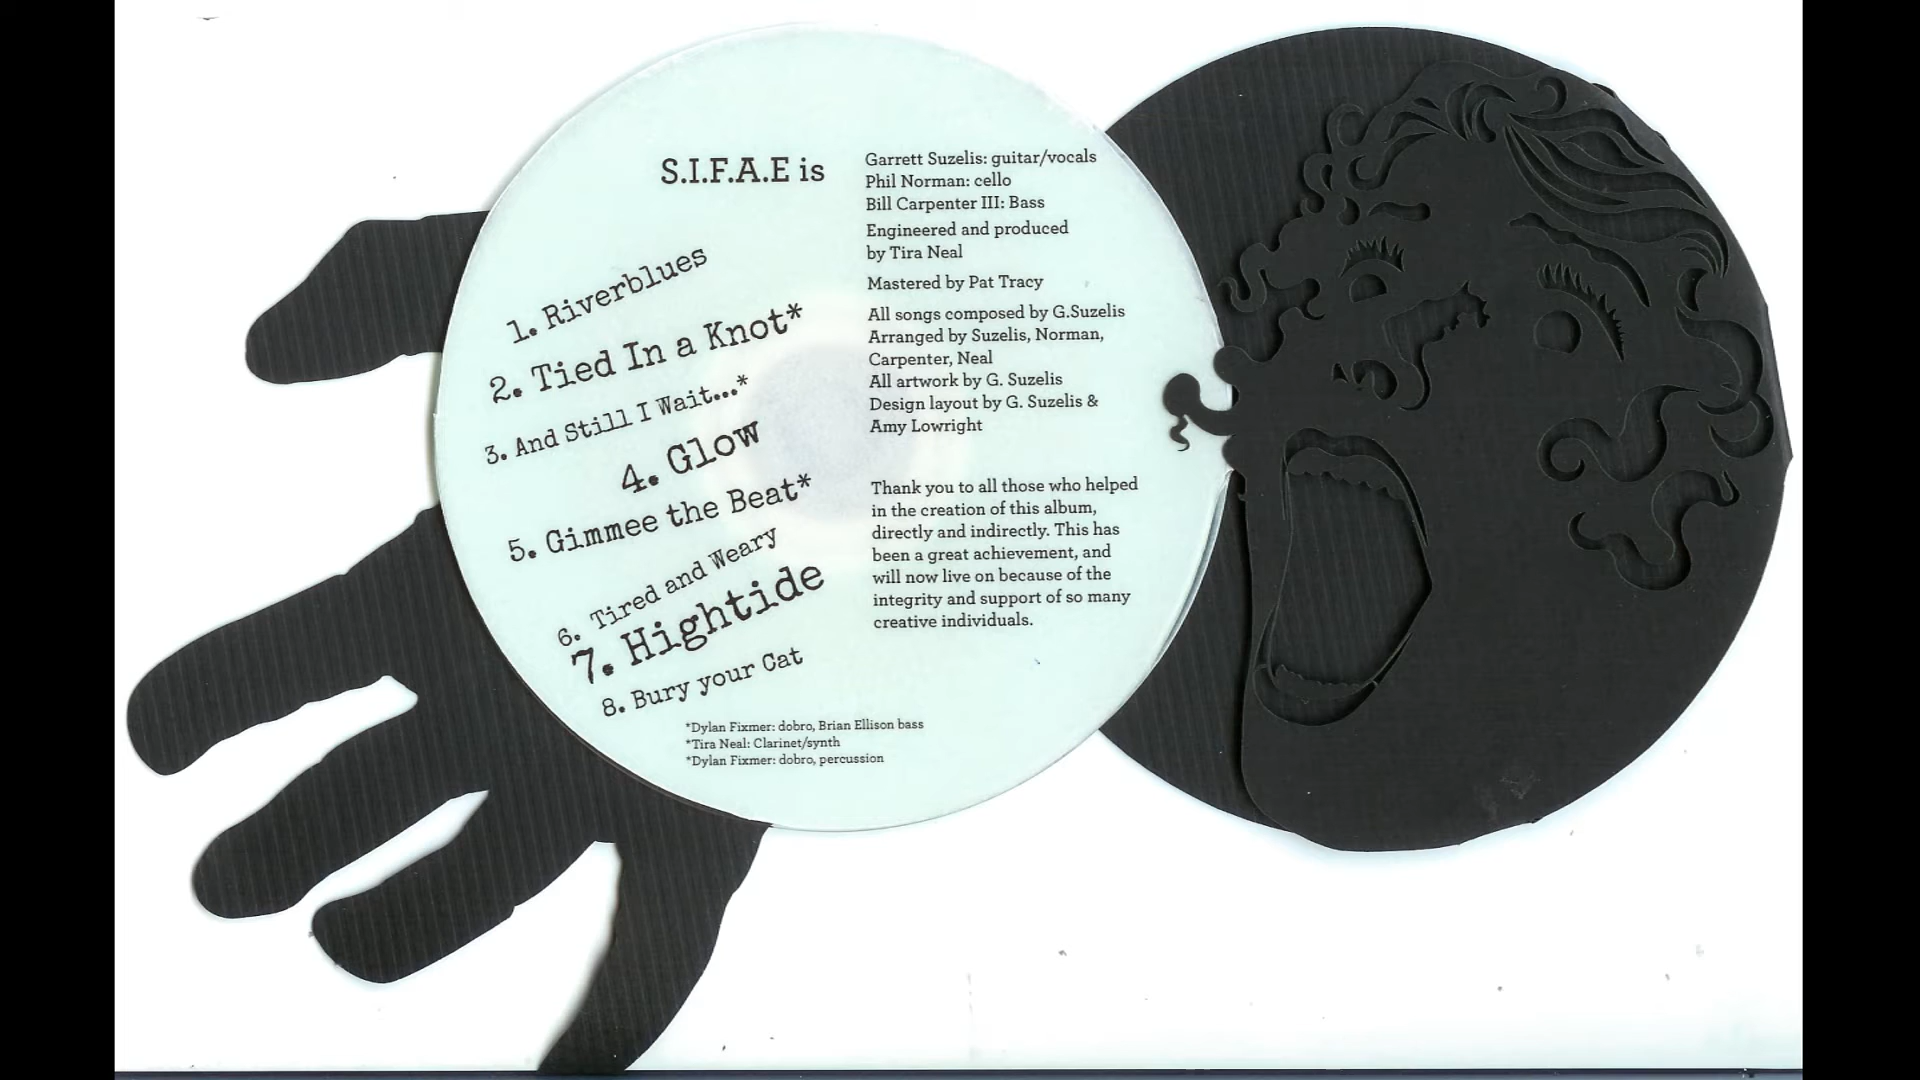 S.I.F.A.E is
1. Riverblues
2. Tied In a Knot*
3. And Still I Wait...*
4. Glow
5. Gimmee the Beat*
6. Tired and Weary
7. Hightide
8. Bury your Cat
*Dylan Fixmer: dobro, Brian Ellison bass
*Tira Neal: Clarinet/synth
*Dylan Fixmer: dobro, percussion
Garrett Suzelis: guitar/vocals
Phil Norman: cello
Bill Carpenter III: Bass
Engineered and produced
by Tira Neal
Mastered by Pat Tracy
All songs composed by G.Suzelis
Arranged by Suzelis, Norman,
Carpenter, Neal
All artwork by G. Suzelis
Design layout by G. Suzelis &
Amy Lowright
Thank you to all those who helped
in the creation of this album,
directly and indirectly. This has
been a great achievement, and
will now live on because of the
integrity and support of so many
creative individuals.